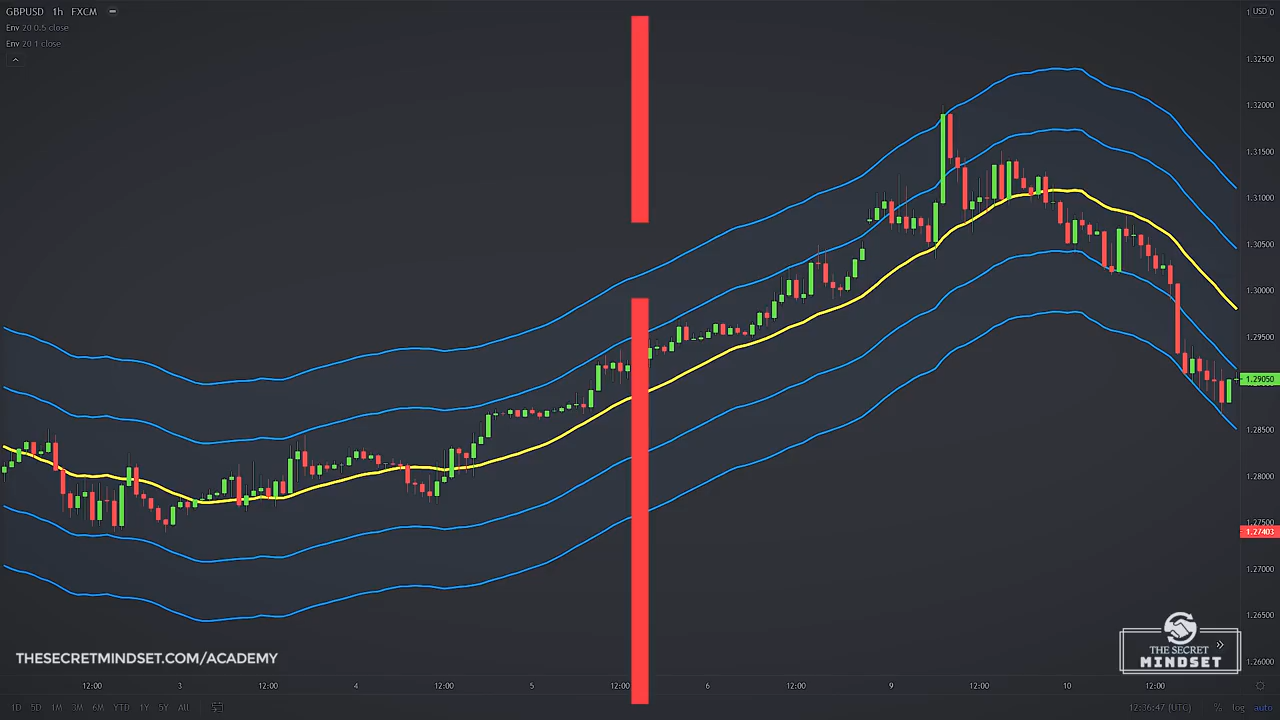 GBPUSD 1h FXCM
Env 20 0.5 close
Env 20 1 close
USD
1.32500
1.32000
1.31500
1.31000
1.30500
1.30000
1.29500
1.29050
1.28500
1.28000
1.27500
1.27403
1.27000
1.26500
1.26000
THESECRETMINDSET.COM/ACADEMY
THE SECRET
MINDSET
12:00 3 12:00 4 12:00 5 12:00 6 12:00 9 12:00 10 12:00
1D 5D 1M 3M 6M YTD 1Y 5Y All 12:36:47 (UTC) % log auto